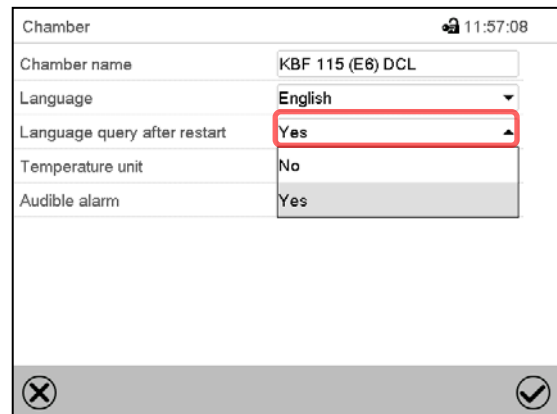 Chamber 11:57:08
Chamber name KBF 115 (E6) DCL
Language English
Language query after restart Yes
Temperature unit No
Audible alarm Yes